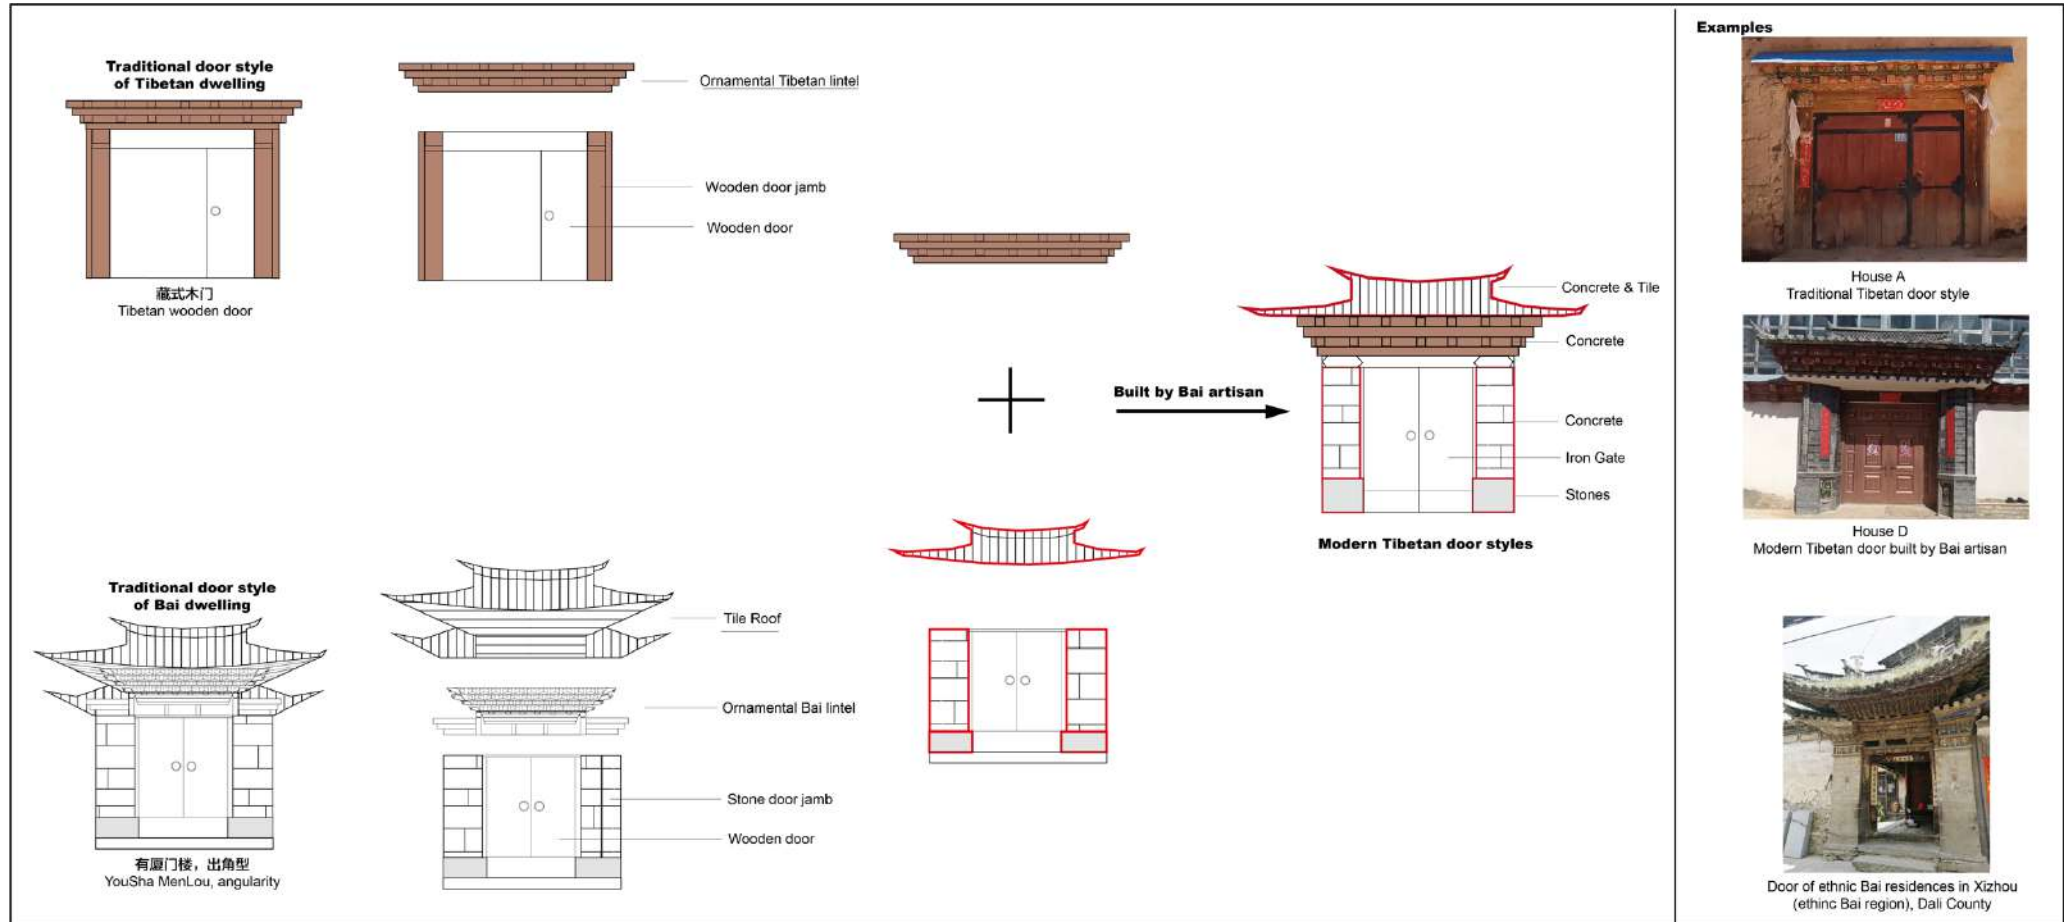 Traditional door style
of Tibetan dwelling
藏式木门
Tibetan wooden door
Ornamental Tibetan lintel
Wooden door jamb
Wooden door
Traditional door style
of Bai dwelling
有厦门楼，出角型
YouSha MenLou, angularity
Tile Roof
Ornamental Bai lintel
Stone door jamb
Wooden door
Built by Bai artisan
Concrete & Tile
Concrete
Concrete
Iron Gate
Stones
Modern Tibetan door styles
Examples
House A
Traditional Tibetan door style
House D
Modern Tibetan door built by Bai artisan
Door of ethnic Bai residences in Xizhou
(ethinc Bai region), Dali County